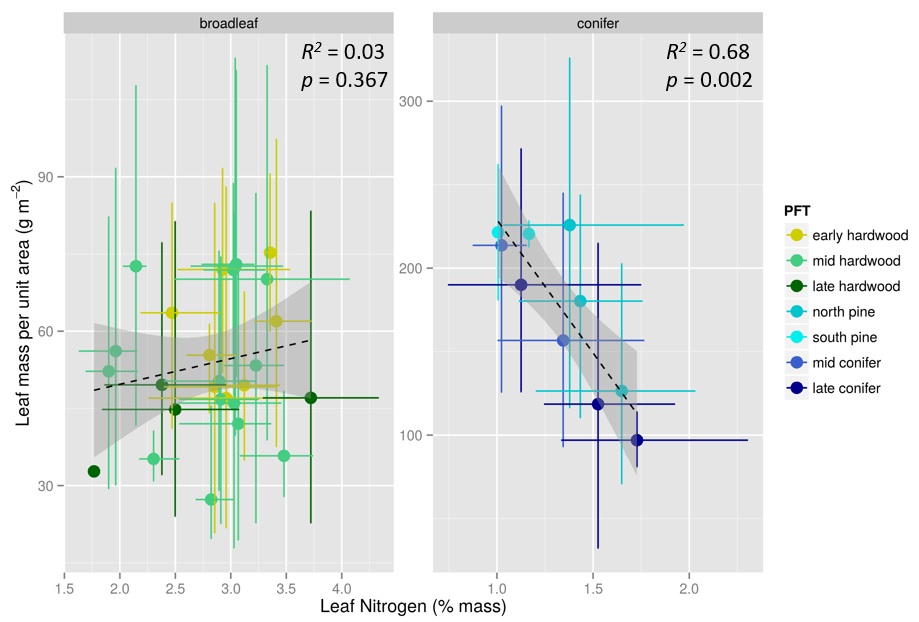 broadleaf
conifer
R² = 0.03
p = 0.367
R² = 0.68
p = 0.002
Leaf mass per unit area (g m⁻²)
90
60
30
300
200
100
1.5 2.0 2.5 3.0 3.5 4.0
1.0 1.5 2.0
Leaf Nitrogen (% mass)
PFT
early hardwood
mid hardwood
late hardwood
north pine
south pine
mid conifer
late conifer